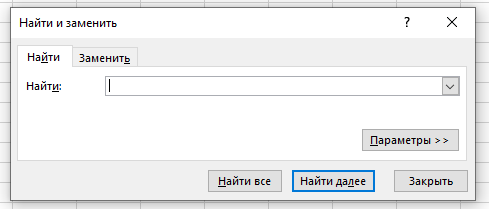 Найти и заменить
Найти Заменить
Найти:
Параметры >>
Найти все Найти далее Закрыть